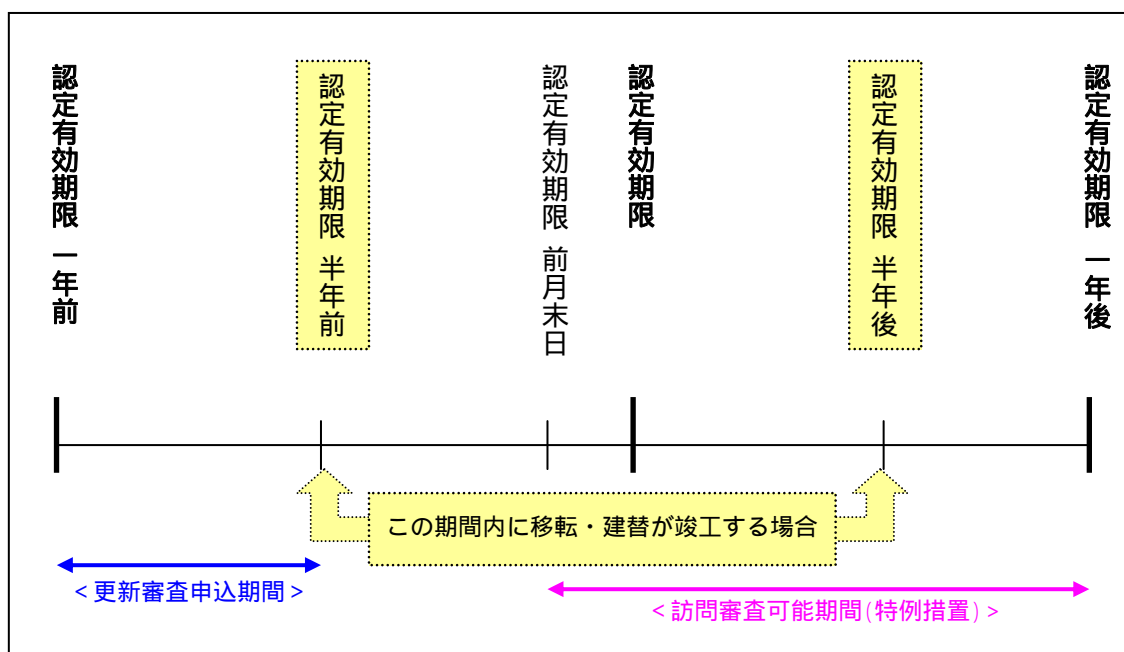 認定有効期限 一年前
認定有効期限 半年前
認定有効期限 前月末日
認定有効期限
認定有効期限 半年後
認定有効期限 一年後
この期間内に移転・建替が竣工する場合
<更新審査申込期間>
<訪問審査可能期間(特例措置)>